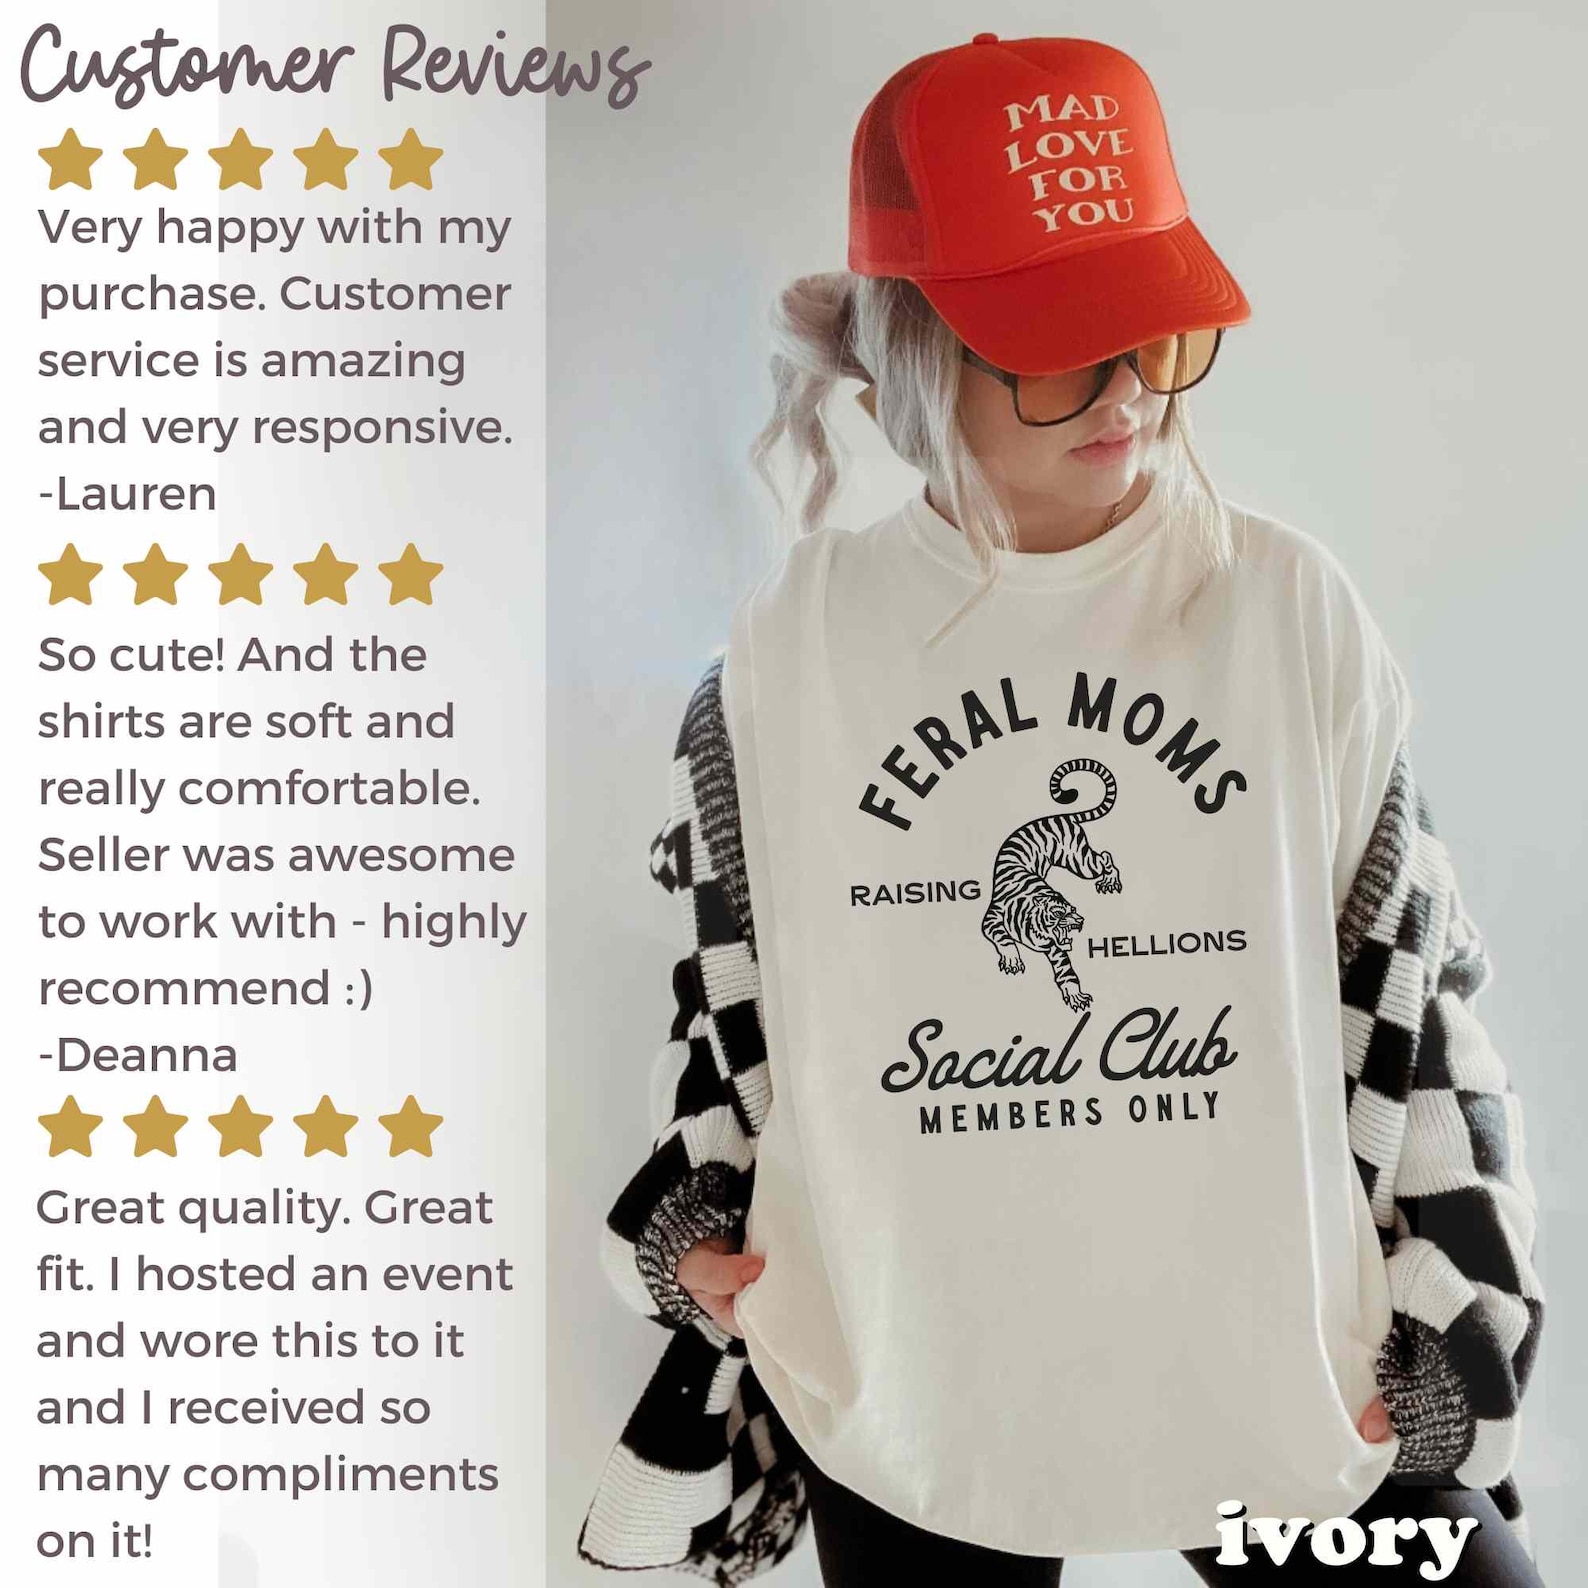 Customer Reviews
Very happy with my
purchase. Customer
service is amazing
and very responsive.
-Lauren
So cute! And the
shirts are soft and
really comfortable.
Seller was awesome
to work with - highly
recommend :)
-Deanna
Great quality. Great
fit. I hosted an event
and wore this to it
and I received so
many compliments
on it!
MAD
LOVE
FOR
YOU
FERAL MOMS
RAISING
HELLIONS
Social Club
MEMBERS ONLY
ivory